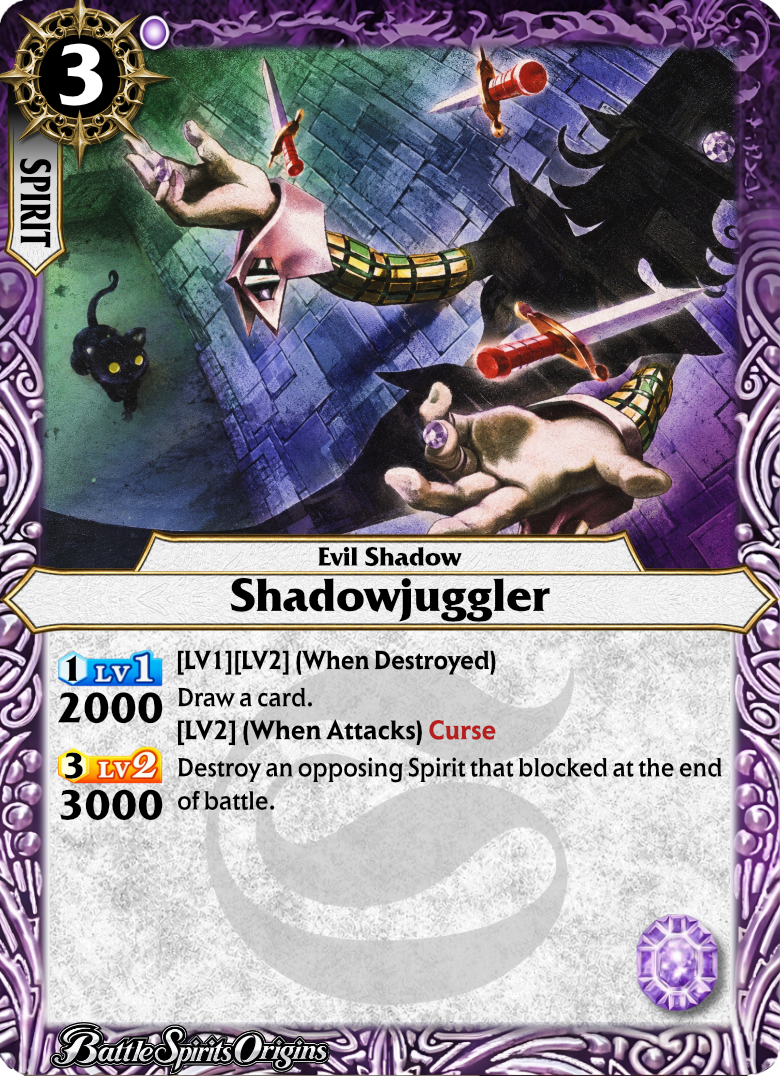 3
SPIRIT
Evil Shadow
Shadowjuggler
1 LV1
2000
[LV1][LV2] (When Destroyed)
Draw a card.
[LV2] (When Attacks) Curse
3 LV2
3000
Destroy an opposing Spirit that blocked at the end
of battle.
Battle Spirits Origins